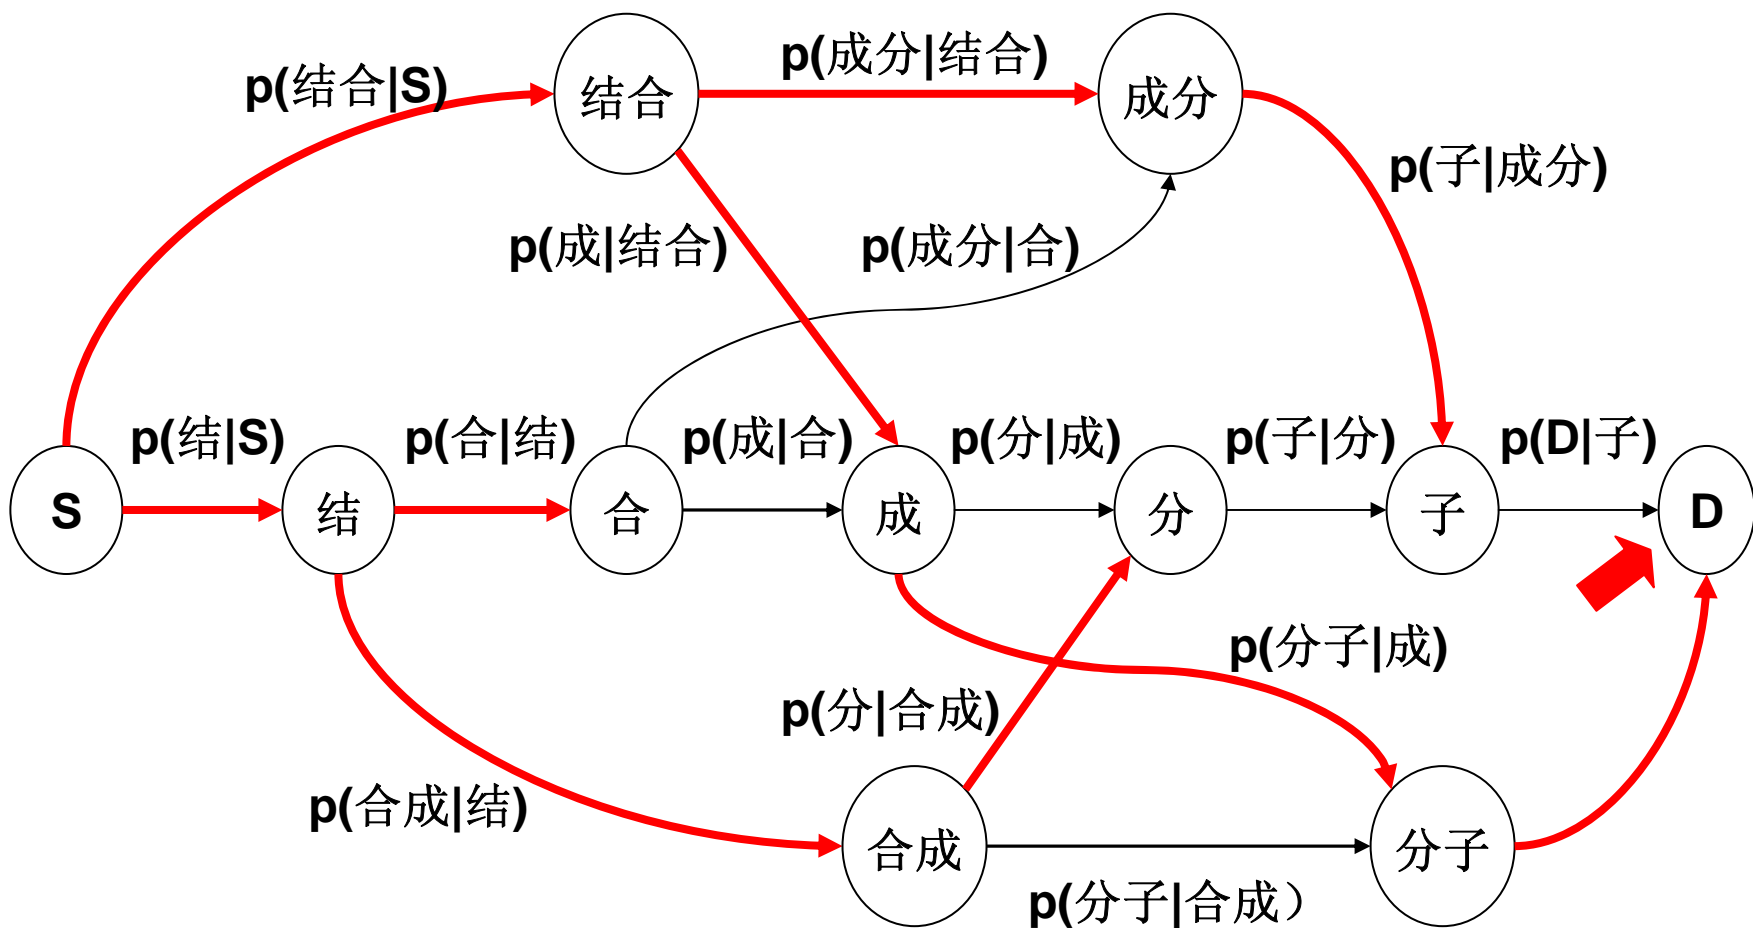 p(成分|结合)
p(结合|S)
结合
成分
p(子|成分)
p(成|结合)
p(成分|合)
p(结|S)
p(合|结)
p(成|合)
p(分|成)
p(子|分)
p(D|子)
S
结
合
成
分
子
D
p(分子|成)
p(分|合成)
p(合成|结)
合成
分子
p(分子|合成）